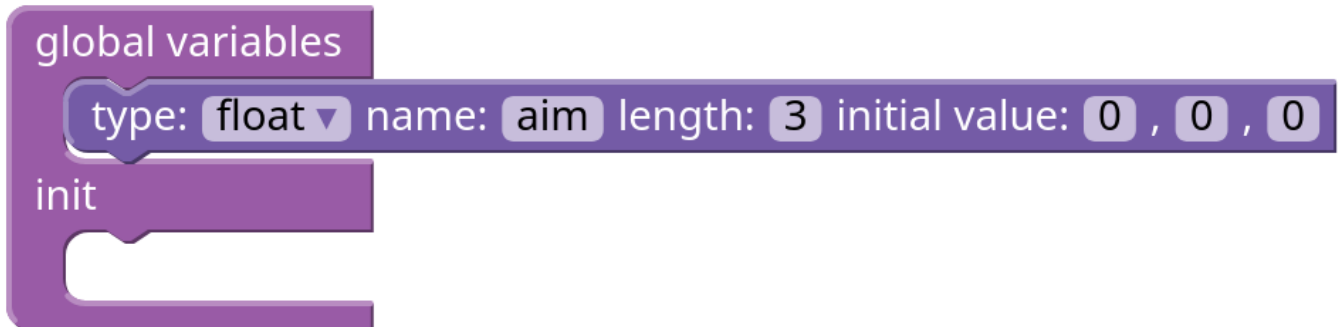 global variables
type: float ▾ name: aim length: 3 initial value: 0 , 0 , 0
init